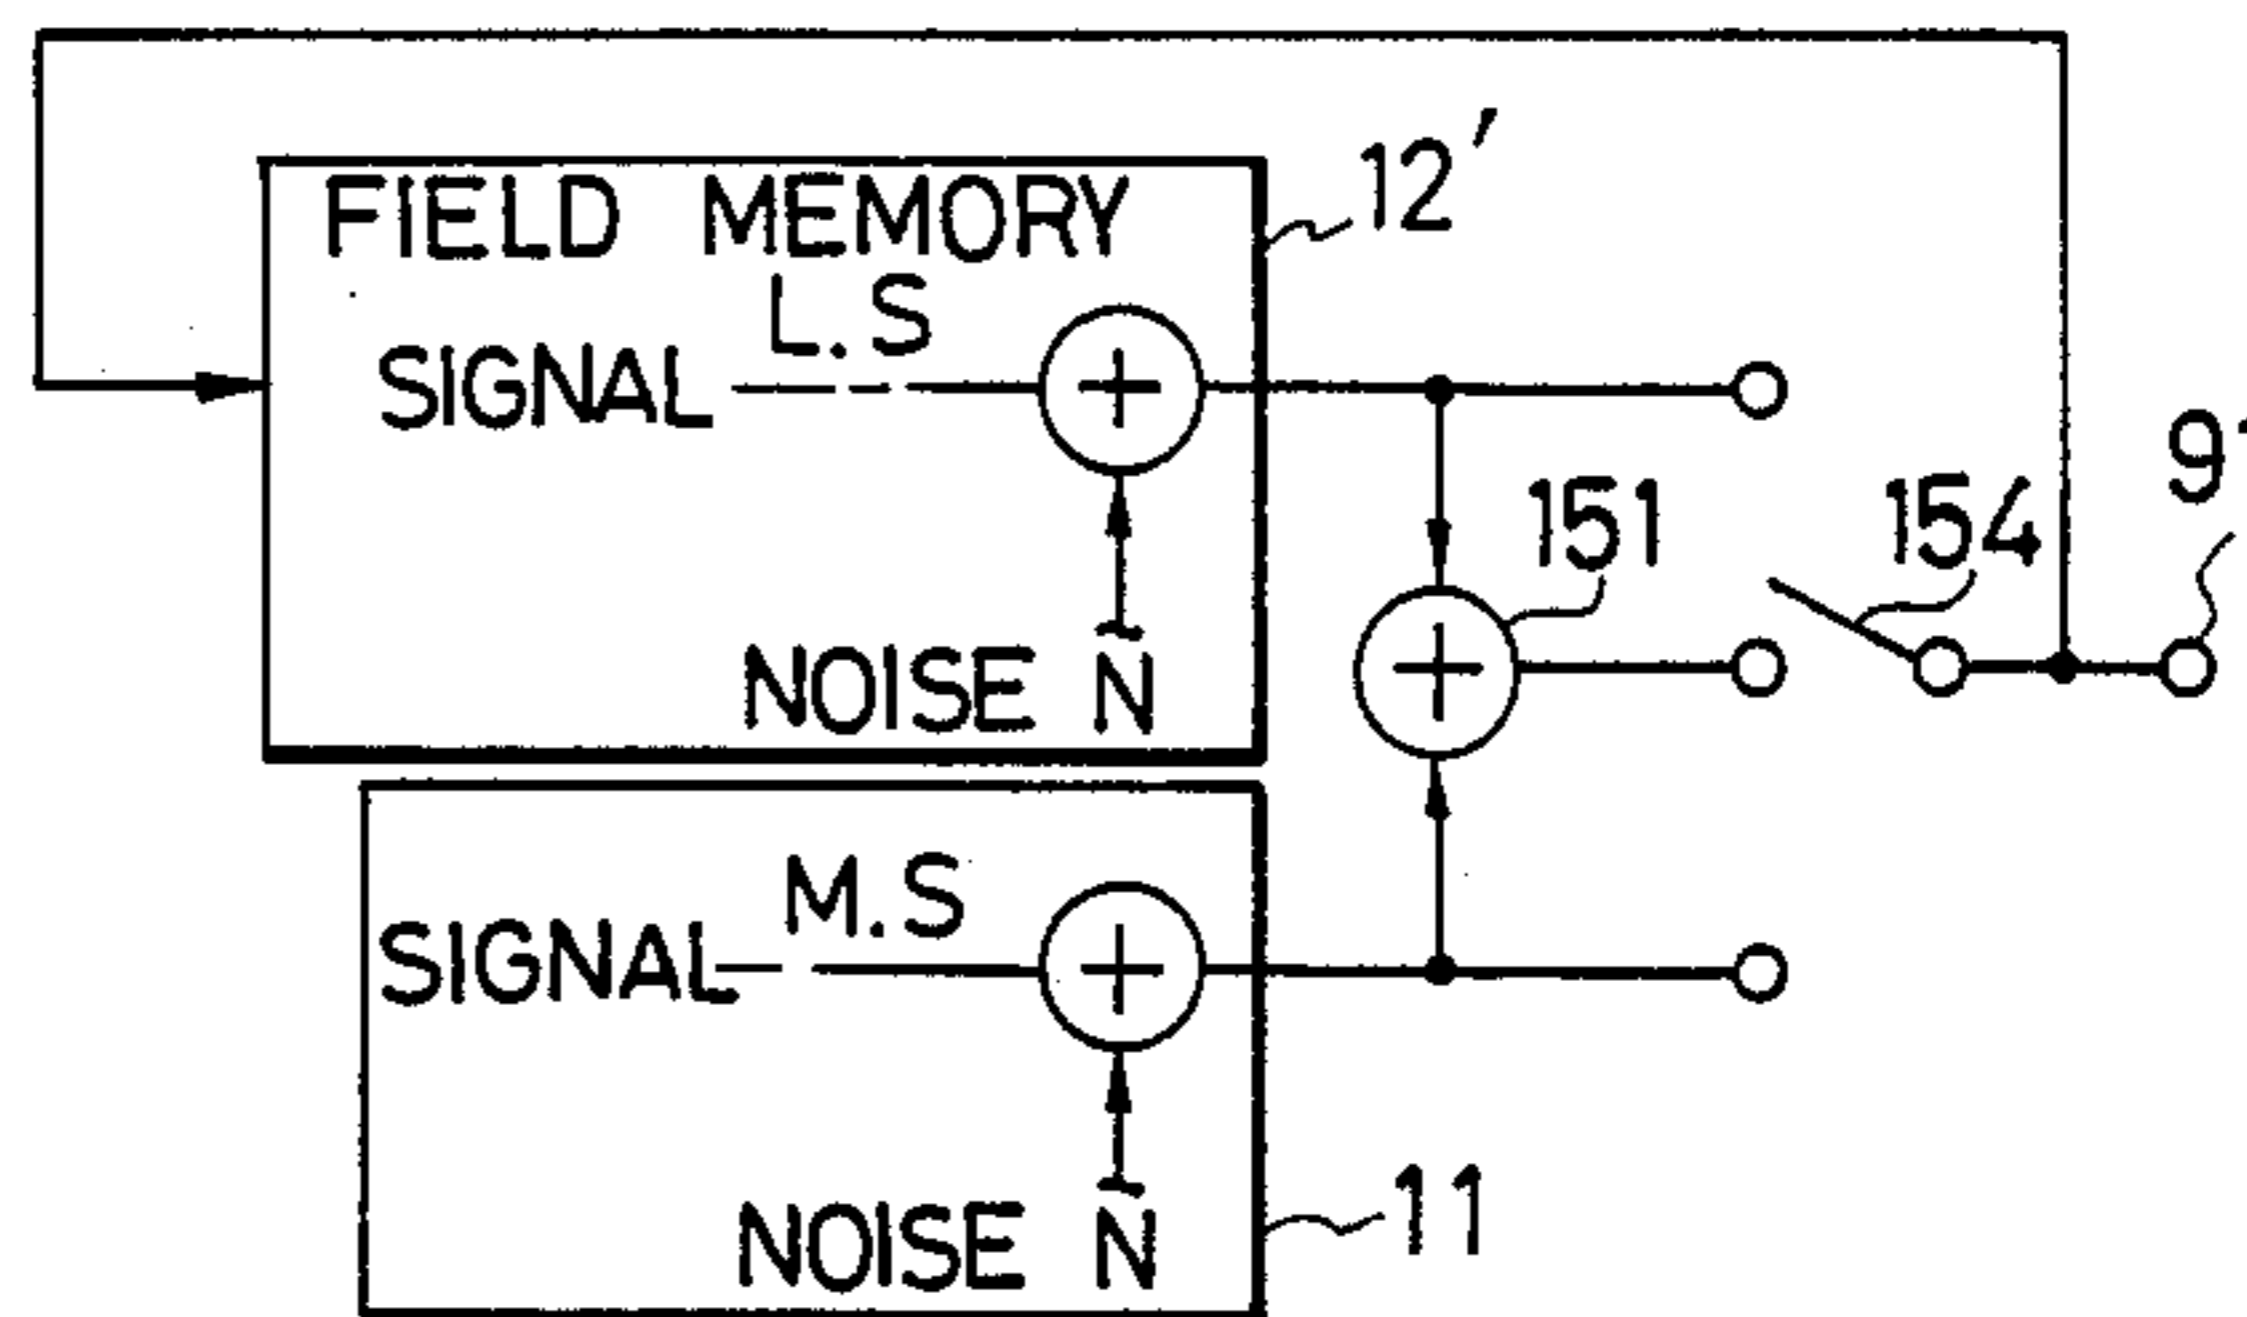 FIELD MEMORY
12'
L.S
SIGNAL
151
154
NOISE N
M.S
SIGNAL
NOISE N
11